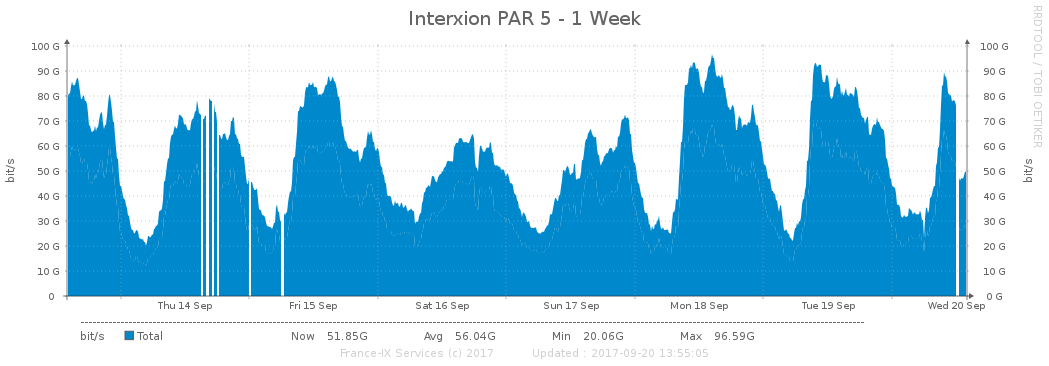 Interxion PAR 5 - 1 Week
RRDTOOL / TOBI OETIKER
bit/s
bit/s
100 G 100 G
90 G 90 G
80 G 80 G
70 G 70 G
60 G 60 G
50 G 50 G
40 G 40 G
30 G 30 G
20 G 20 G
10 G 10 G
0 0 G
Thu 14 Sep Fri 15 Sep Sat 16 Sep Sun 17 Sep Mon 18 Sep Tue 19 Sep Wed 20 Sep
bit/s Total Now 51.85G Avg 56.04G Min 20.06G Max 96.59G
France-IX Services (c) 2017 Updated : 2017-09-20 13:55:05